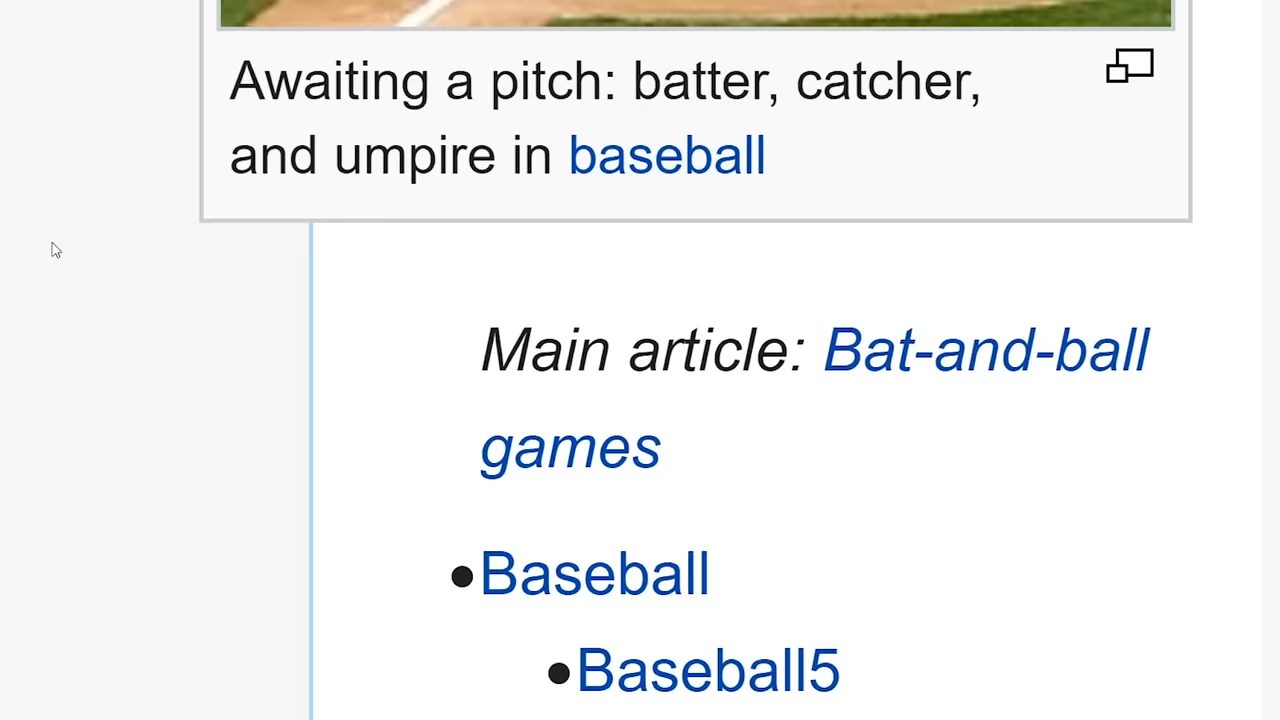 Awaiting a pitch: batter, catcher,
and umpire in baseball
Main article: Bat-and-ball
games
Baseball
Baseball5